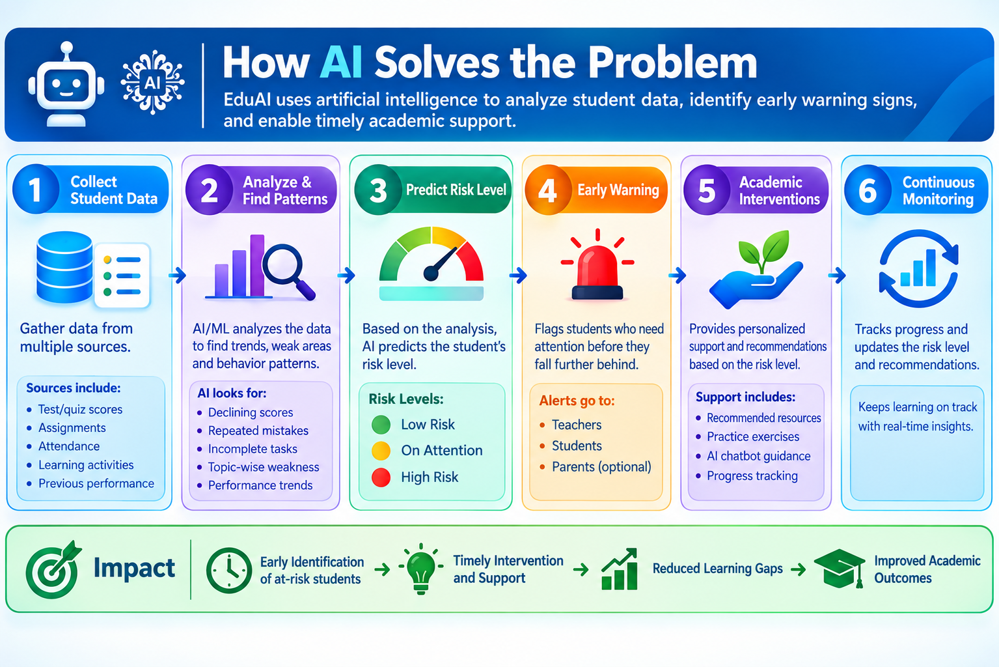 AI
How AI Solves the Problem
EduAI uses artificial intelligence to analyze student data, identify early warning signs,
and enable timely academic support.
1
Collect
Student Data
Gather data from
multiple sources.
Sources include:
• Test/quiz scores
• Assignments
• Attendance
• Learning activities
• Previous performance
2
Analyze &
Find Patterns
AI/ML analyzes the data
to find trends, weak areas
and behavior patterns.
AI looks for:
• Declining scores
• Repeated mistakes
• Incomplete tasks
• Topic-wise weakness
• Performance trends
3
Predict Risk Level
Based on the analysis,
AI predicts the student's
risk level.
Risk Levels:
Low Risk
On Attention
High Risk
4
Early Warning
Flags students who need
attention before they
fall further behind.
Alerts go to:
• Teachers
• Students
• Parents (optional)
5
Academic
Interventions
Provides personalized
support and recommendations
based on the risk level.
Support includes:
• Recommended resources
• Practice exercises
• AI chatbot guidance
• Progress tracking
6
Continuous
Monitoring
Tracks progress and
updates the risk level
and recommendations.
Keeps learning on track
with real-time insights.
Impact
Early Identification
of at-risk students
Timely Intervention
and Support
Reduced Learning Gaps
Improved Academic
Outcomes